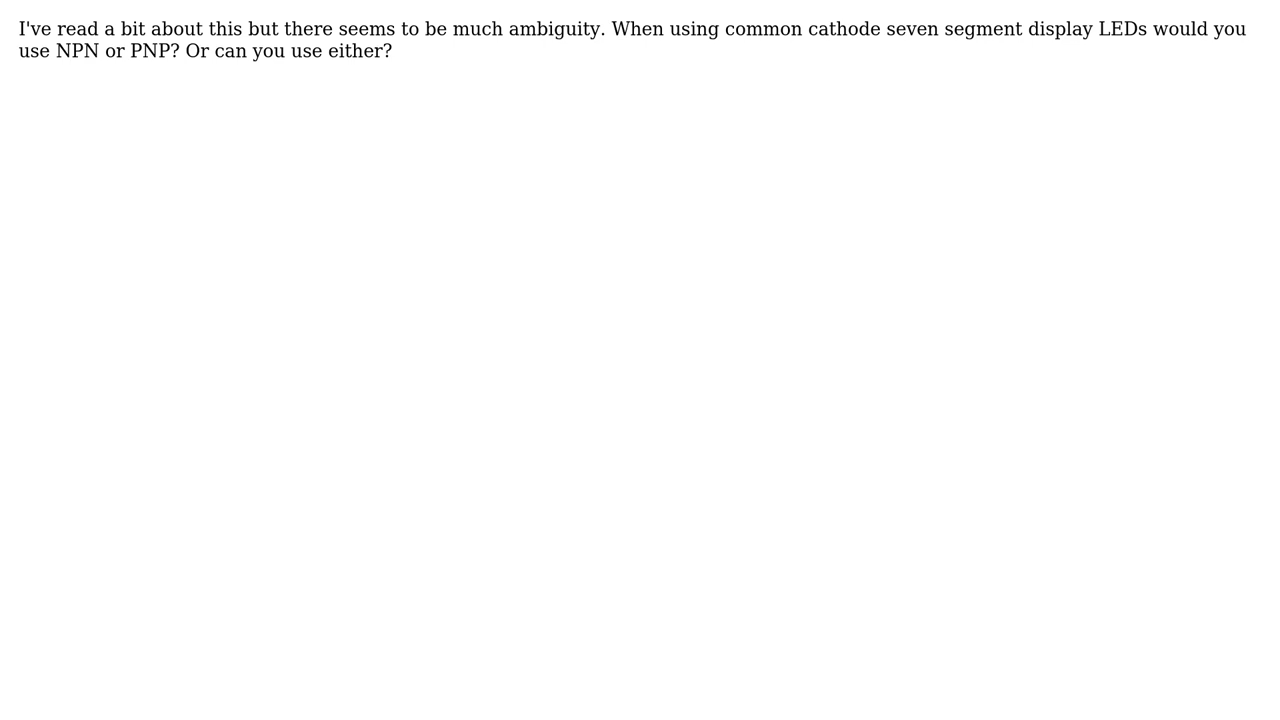 I've read a bit about this but there seems to be much ambiguity. When using common cathode seven segment display LEDs would you
use NPN or PNP? Or can you use either?